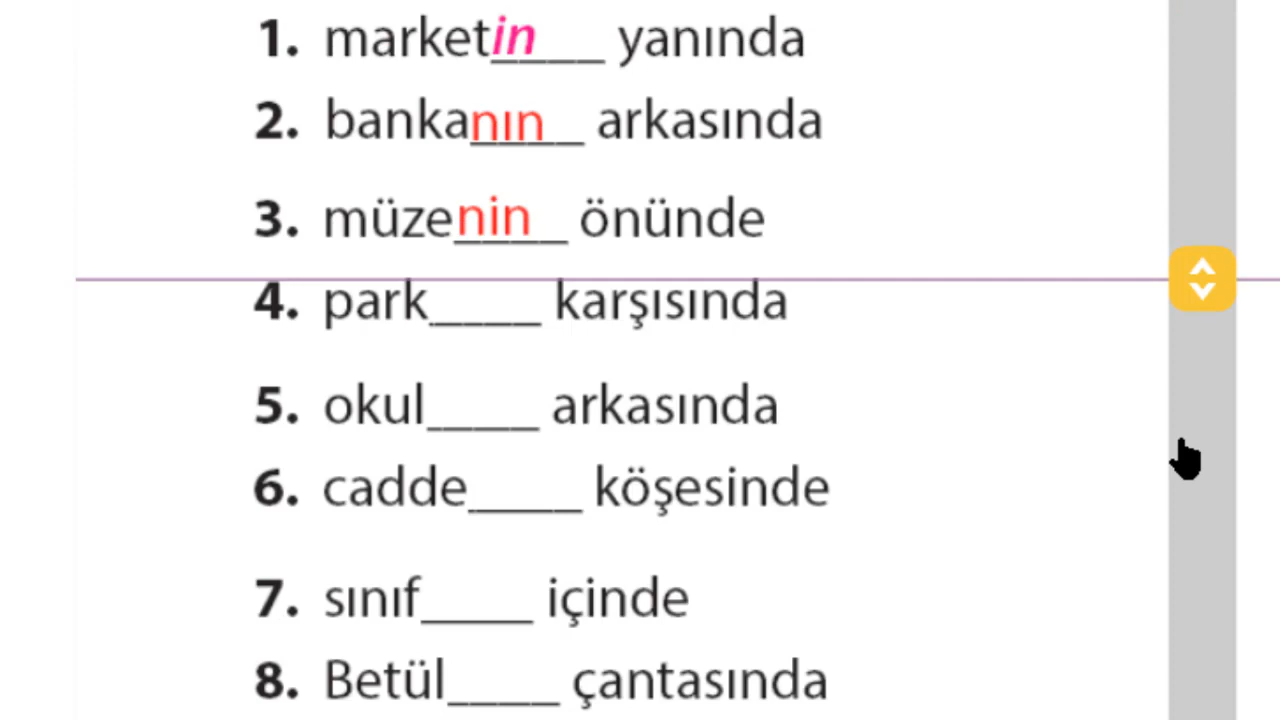 1. marketin____ yanında
2. bankanın____ arkasında
3. müzenin____ önünde
4. park____ karşısında
5. okul____ arkasında
6. cadde____ köşesinde
7. sınıf____ içinde
8. Betül____ çantasında